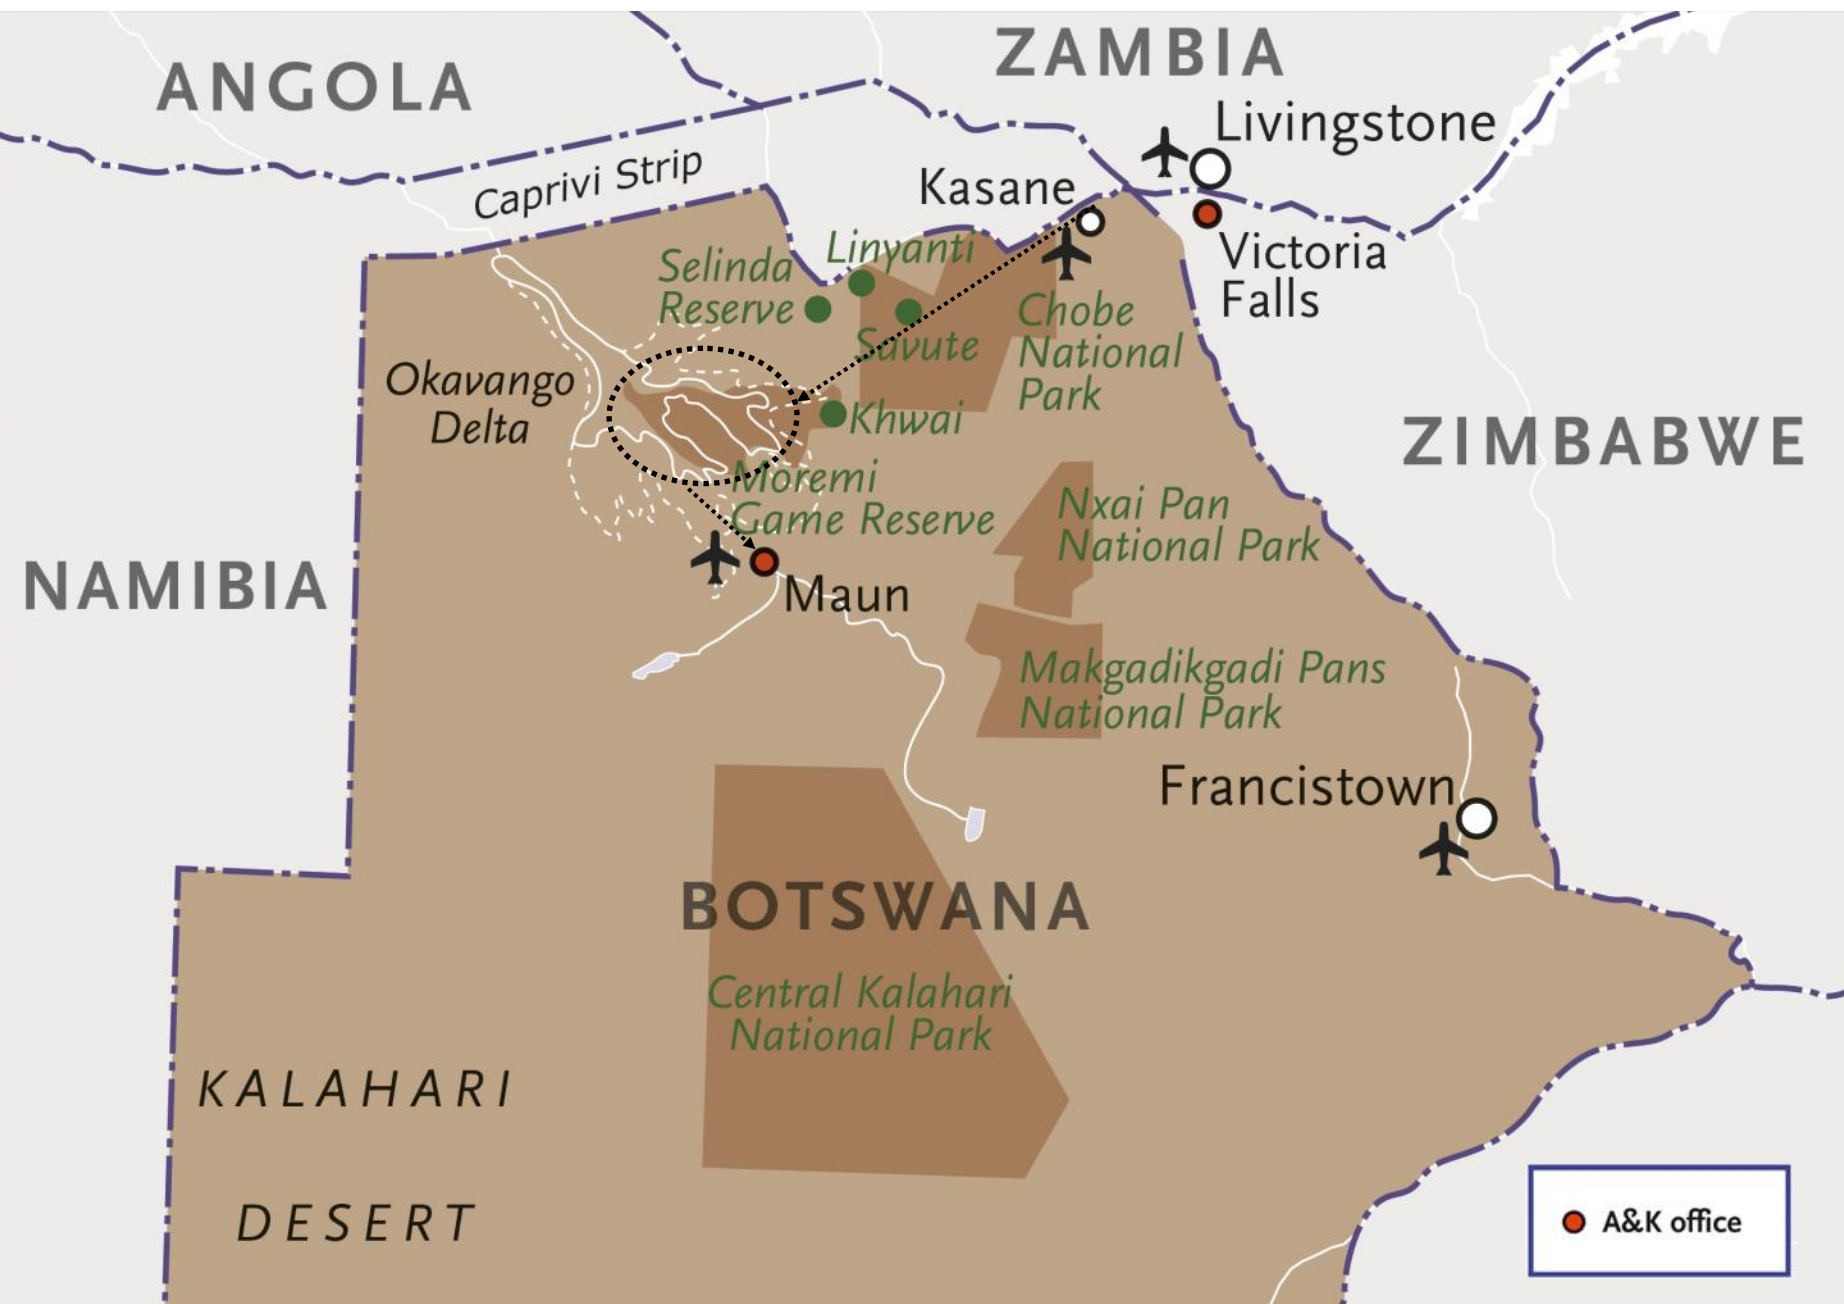 ZAMBIA
ANGOLA
Livingstone
Caprivi Strip
Kasane
Linyanti
Selinda
Reserve
Victoria
Falls
Savute
Chobe
National
Park
Okavango
Delta
Khwai
ZIMBABWE
Moremi
Game Reserve
Nxai Pan
National Park
NAMIBIA
Maun
Makgadikgadi Pans
National Park
Francistown
BOTSWANA
Central Kalahari
National Park
KALAHARI
DESERT
A&K office